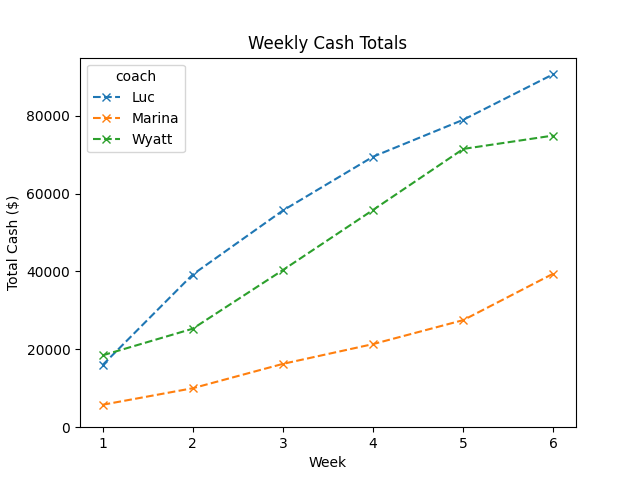 Weekly Cash Totals
coach
Luc
Marina
Wyatt
Total Cash ($)
80000
60000
40000
20000
0
1 2 3 4 5 6
Week